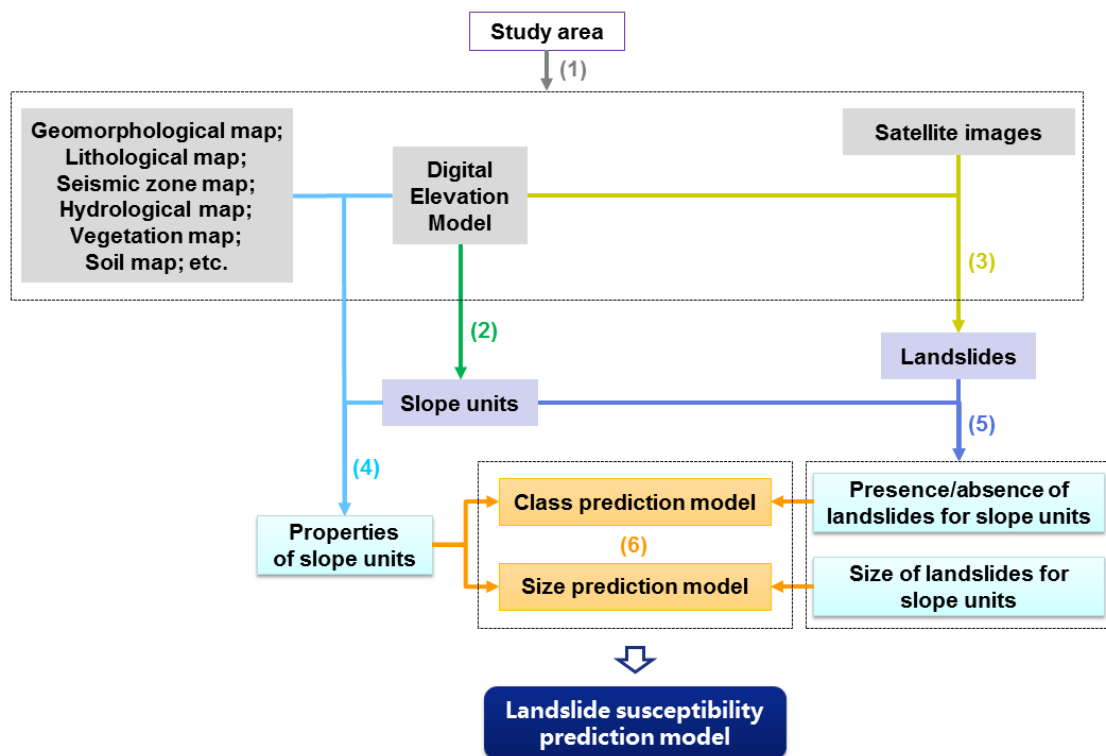 Study area
(1)
Geomorphological map;
Lithological map;
Seismic zone map;
Hydrological map;
Vegetation map;
Soil map; etc.
Digital
Elevation
Model
Satellite images
(3)
(2)
Landslides
Slope units
(5)
(4)
Properties
of slope units
Class prediction model
(6)
Size prediction model
Presence/absence of
landslides for slope units
Size of landslides for
slope units
Landslide susceptibility
prediction model